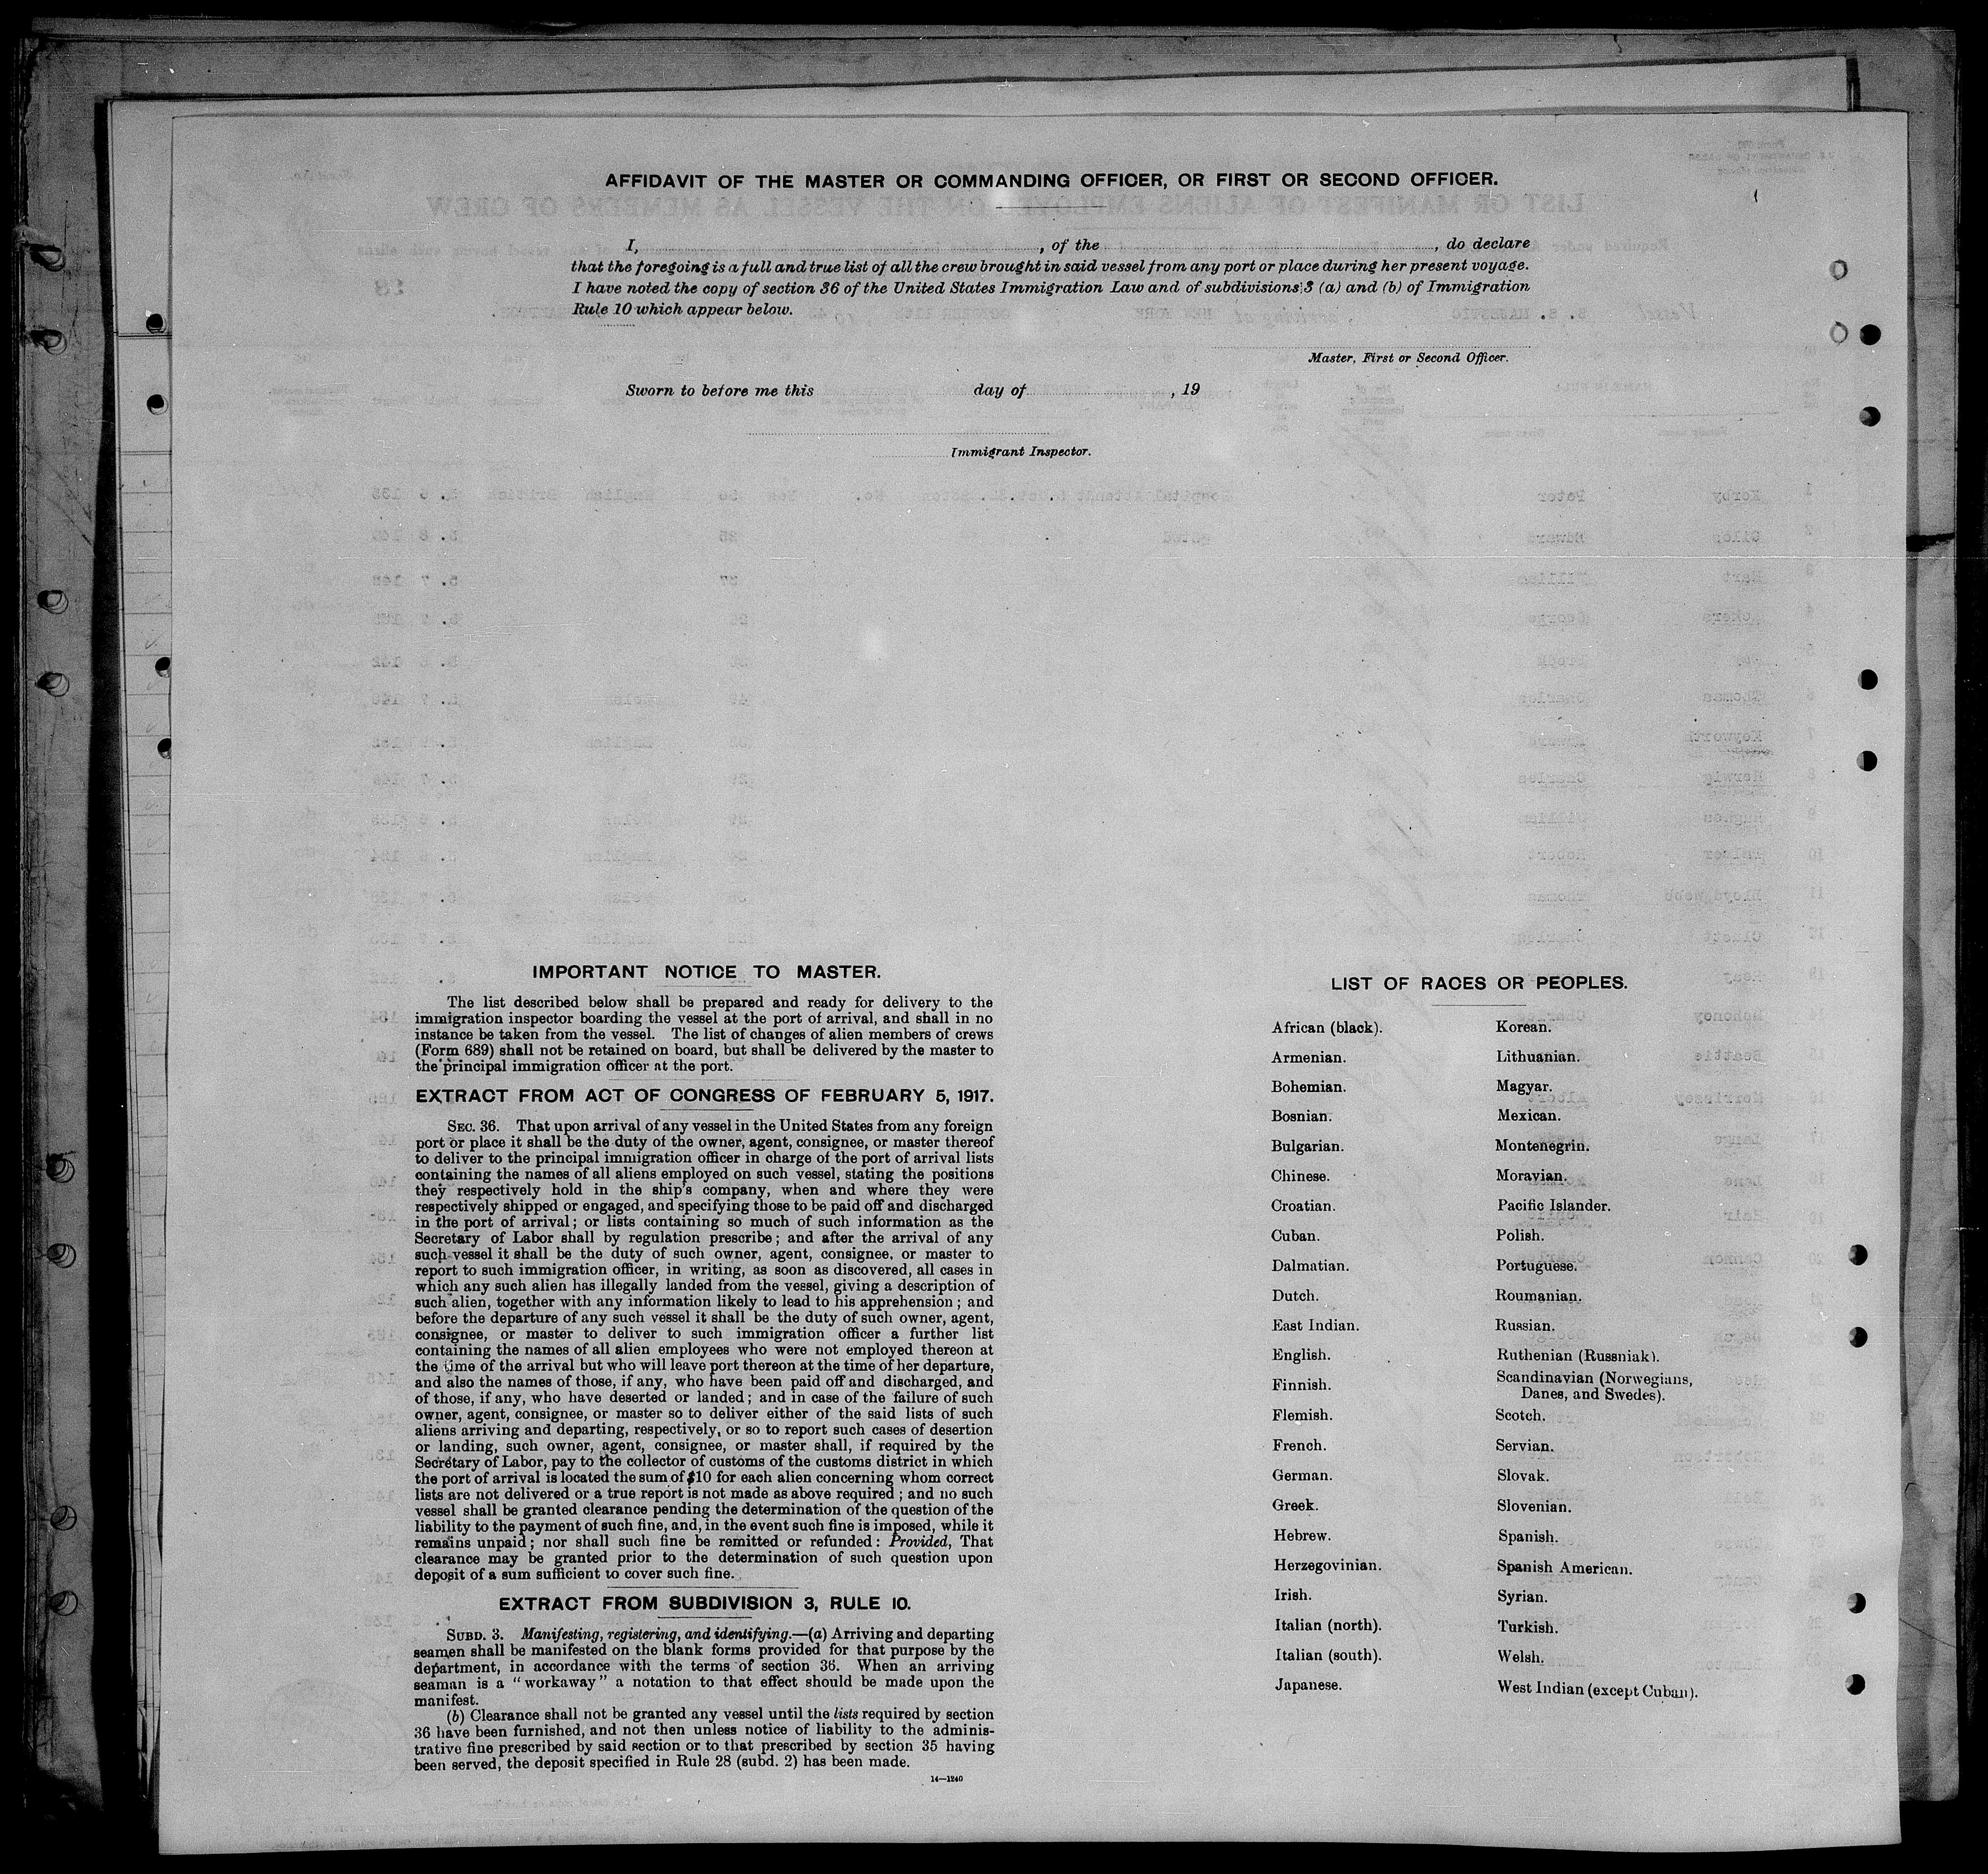 AFFIDAVIT OF THE MASTER OR COMMANDING OFFICER, OR FIRST OR SECOND OFFICER.
I, , of the , do declare
that the foregoing is a full and true list of all the crew brought in said vessel from any port or place during her present voyage.
I have noted the copy of section 36 of the United States Immigration Law and of subdivisions 3 (a) and (b) of Immigration
Rule 10 which appear below.
Master, First or Second Officer.
Sworn to before me this day of , 19
Immigrant Inspector.
IMPORTANT NOTICE TO MASTER.
The list described below shall be prepared and ready for delivery to the
immigration inspector boarding the vessel at the port of arrival, and shall in no
instance be taken from the vessel. The list of changes of alien members of crews
(Form 689) shall not be retained on board, but shall be delivered by the master to
the principal immigration officer at the port.
EXTRACT FROM ACT OF CONGRESS OF FEBRUARY 5, 1917.
SEC. 36. That upon arrival of any vessel in the United States from any foreign
port or place it shall be the duty of the owner, agent, consignee, or master thereof
to deliver to the principal immigration officer in charge of the port of arrival lists
containing the names of all aliens employed on such vessel, stating the positions
they respectively hold in the ship's company, when and where they were
respectively shipped or engaged, and specifying those to be paid off and discharged
in the port of arrival; or lists containing so much of such information as the
Secretary of Labor shall by regulation prescribe; and after the arrival of any
such vessel it shall be the duty of such owner, agent, consignee, or master to
report to such immigration officer, in writing, as soon as discovered, all cases in
which any such alien has illegally landed from the vessel, giving a description of
such alien, together with any information likely to lead to his apprehension; and
before the departure of any such vessel it shall be the duty of such owner, agent,
consignee, or master to deliver to such immigration officer a further list
containing the names of all alien employees who were not employed thereon at
the time of the arrival but who will leave port thereon at the time of her departure,
and also the names of those, if any, who have been paid off and discharged, and
of those, if any, who have deserted or landed; and in case of the failure of such
owner, agent, consignee, or master so to deliver either of the said lists of such
aliens arriving and departing, respectively, or so to report such cases of desertion
or landing, such owner, agent, consignee, or master shall, if required by the
Secretary of Labor, pay to the collector of customs of the customs district in which
the port of arrival is located the sum of $10 for each alien concerning whom correct
lists are not delivered or a true report is not made as above required; and no such
vessel shall be granted clearance pending the determination of the question of the
liability to the payment of such fine, and, in the event such fine is imposed, while it
remains unpaid; nor shall such fine be remitted or refunded: Provided, That
clearance may be granted prior to the determination of such question upon
deposit of a sum sufficient to cover such fine.
EXTRACT FROM SUBDIVISION 3, RULE 10.
SUBD. 3. Manifesting, registering, and identifying.—(a) Arriving and departing
seamen shall be manifested on the blank forms provided for that purpose by the
department, in accordance with the terms of section 36. When an arriving
seaman is a "workaway" a notation to that effect should be made upon the
manifest.
(b) Clearance shall not be granted any vessel until the lists required by section
36 have been furnished, and not then unless notice of liability to the adminis-
trative fine prescribed by said section or to that prescribed by section 35 having
been served, the deposit specified in Rule 28 (subd. 2) has been made.
14—1240
LIST OF RACES OR PEOPLES.
African (black).
Armenian.
Bohemian.
Bosnian.
Bulgarian.
Chinese.
Croatian.
Cuban.
Dalmatian.
Dutch.
East Indian.
English.
Finnish.
Flemish.
French.
German.
Greek.
Hebrew.
Herzegovinian.
Irish.
Italian (north).
Italian (south).
Japanese.
Korean.
Lithuanian.
Magyar.
Mexican.
Montenegrin.
Moravian.
Pacific Islander.
Polish.
Portuguese.
Roumanian.
Russian.
Ruthenian (Russniak).
Scandinavian (Norwegians,
Danes, and Swedes).
Scotch.
Servian.
Slovak.
Slovenian.
Spanish.
Spanish American.
Syrian.
Turkish.
Welsh.
West Indian (except Cuban).